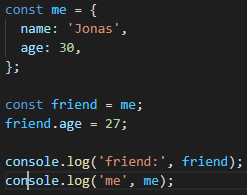 const me = {
  name: 'Jonas',
  age: 30,
};

const friend = me;
friend.age = 27;

console.log('friend:', friend);
console.log('me', me);